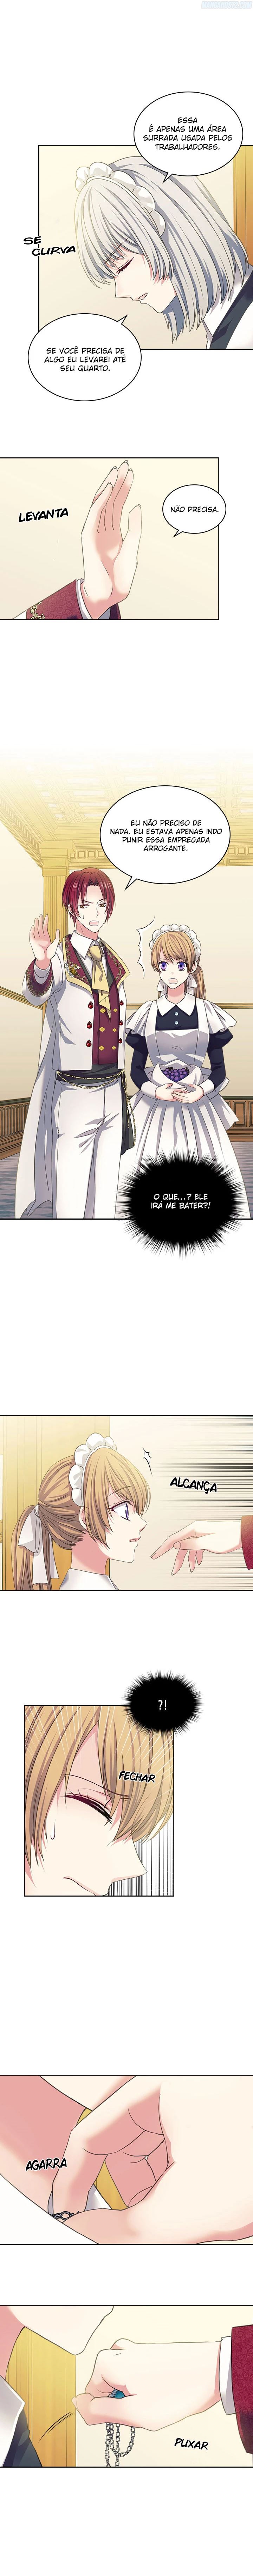 ESSA
É APENAS UMA ÁREA
SURRADA USADA PELOS
TRABALHADORES.
SE
CURVA
SE VOCÊ PRECISA DE
ALGO EU LEVAREI ATÉ
SEU QUARTO.
NÃO PRECISA.
LEVANTA
EU NÃO PRECISO DE
NADA. EU ESTAVA APENAS INDO
PUNIR ESSA EMPREGADA
ARROGANTE.
O QUE...? ELE
IRÁ ME BATER?!
ALCANÇA
?!
FECHAR
AGARRA
PUXAR